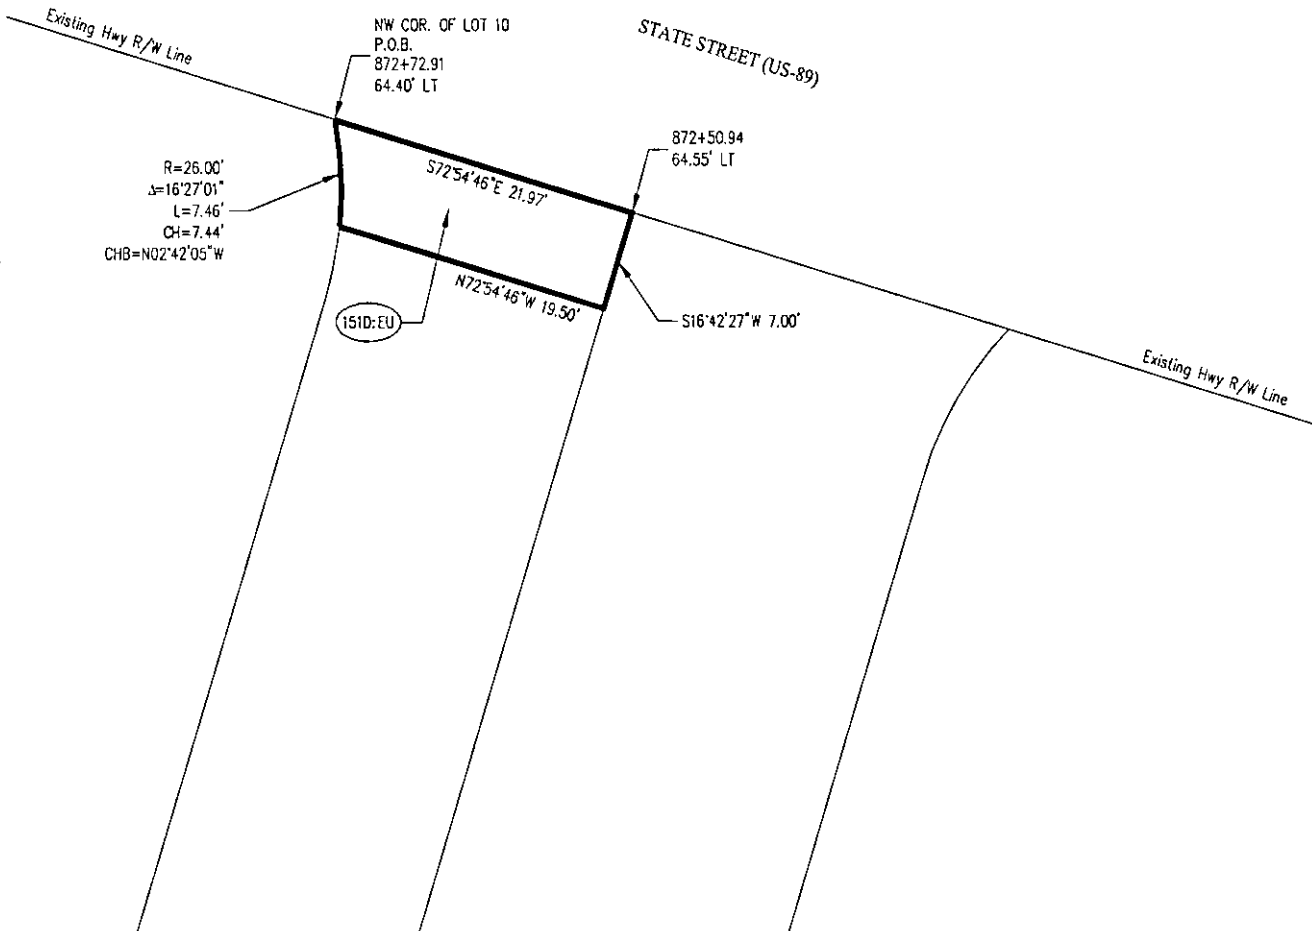 Existing Hwy R/W Line
NW COR. OF LOT 10
P.O.B.
872+72.91
64.40' LT
STATE STREET (US-89)
872+50.94
64.55' LT
R=26.00'
Δ=16°27'01"
L=7.46'
CH=7.44'
CHB=N02°42'05"W
S72°54'46"E 21.97'
N72°54'46"W 19.50'
151D:EU
S16°42'27"W 7.00'
Existing Hwy R/W Line